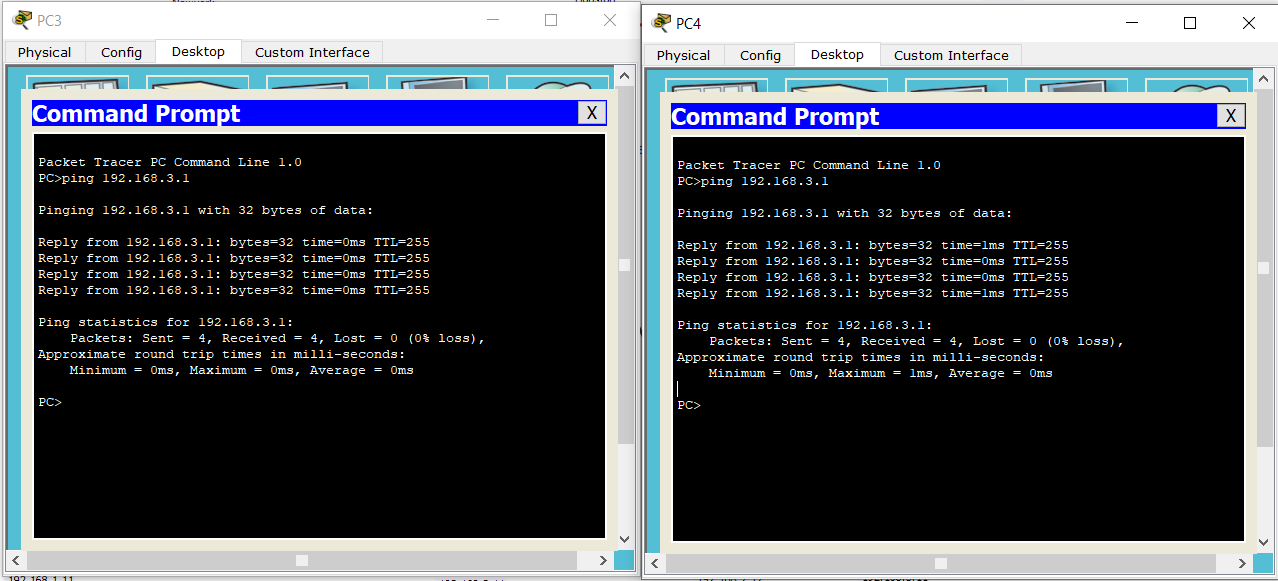 PC3
Physical Config Desktop Custom Interface
Command Prompt X
Packet Tracer PC Command Line 1.0
PC>ping 192.168.3.1
Pinging 192.168.3.1 with 32 bytes of data:
Reply from 192.168.3.1: bytes=32 time=0ms TTL=255
Reply from 192.168.3.1: bytes=32 time=0ms TTL=255
Reply from 192.168.3.1: bytes=32 time=0ms TTL=255
Reply from 192.168.3.1: bytes=32 time=0ms TTL=255
Ping statistics for 192.168.3.1:
Packets: Sent = 4, Received = 4, Lost = 0 (0% loss),
Approximate round trip times in milli-seconds:
Minimum = 0ms, Maximum = 0ms, Average = 0ms
PC>
PC4
Physical Config Desktop Custom Interface
Command Prompt X
Packet Tracer PC Command Line 1.0
PC>ping 192.168.3.1
Pinging 192.168.3.1 with 32 bytes of data:
Reply from 192.168.3.1: bytes=32 time=1ms TTL=255
Reply from 192.168.3.1: bytes=32 time=0ms TTL=255
Reply from 192.168.3.1: bytes=32 time=0ms TTL=255
Reply from 192.168.3.1: bytes=32 time=1ms TTL=255
Ping statistics for 192.168.3.1:
Packets: Sent = 4, Received = 4, Lost = 0 (0% loss),
Approximate round trip times in milli-seconds:
Minimum = 0ms, Maximum = 1ms, Average = 0ms
PC>
192.168.1.11